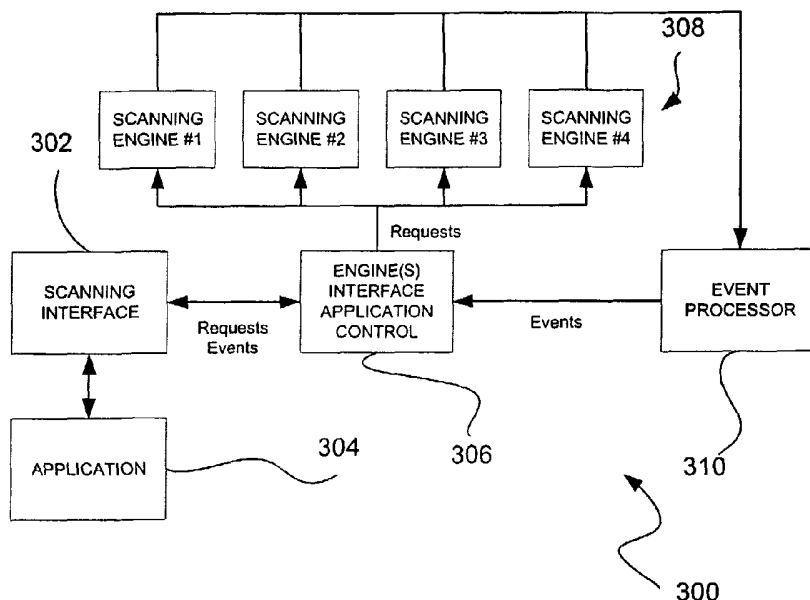 308
SCANNING
ENGINE #1
SCANNING
ENGINE #2
SCANNING
ENGINE #3
SCANNING
ENGINE #4
302
Requests
SCANNING
INTERFACE
Requests
Events
ENGINE(S)
INTERFACE
APPLICATION
CONTROL
Events
EVENT
PROCESSOR
APPLICATION
304
306
310
300